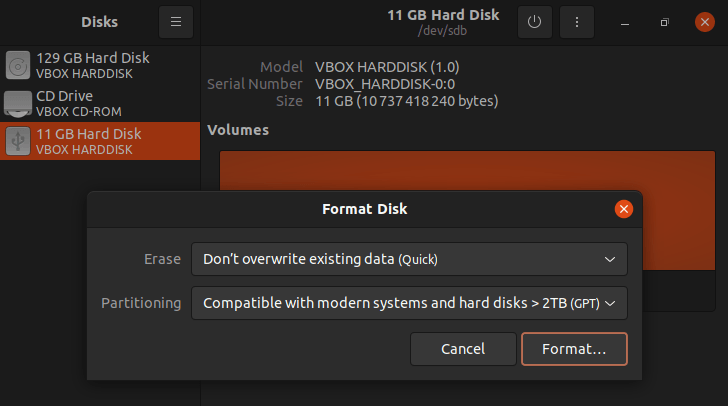 Disks
11 GB Hard Disk
/dev/sdb
129 GB Hard Disk
VBOX HARDDISK
CD Drive
VBOX CD-ROM
11 GB Hard Disk
VBOX HARDDISK
Model VBOX HARDDISK (1.0)
Serial Number VBOX_HARDDISK-0:0
Size 11 GB (10 737 418 240 bytes)
Volumes
Format Disk
Erase Don't overwrite existing data (Quick)
Partitioning Compatible with modern systems and hard disks > 2TB (GPT)
Cancel Format…